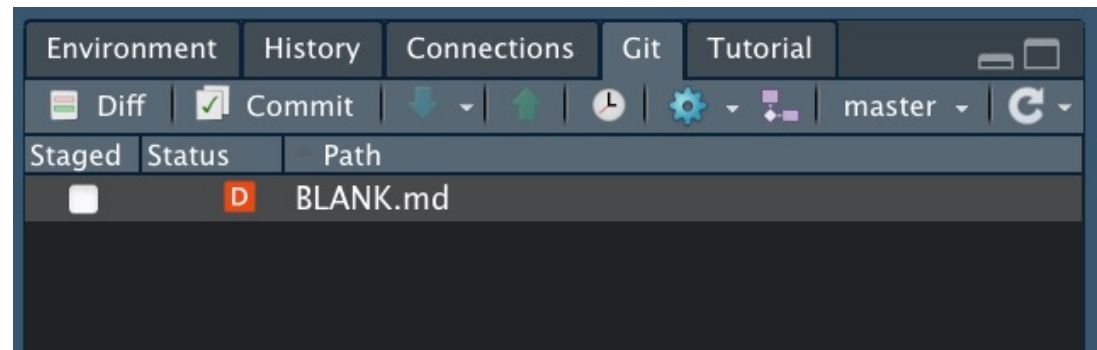 Environment History Connections Git Tutorial
Diff Commit master
Staged Status Path
D BLANK.md